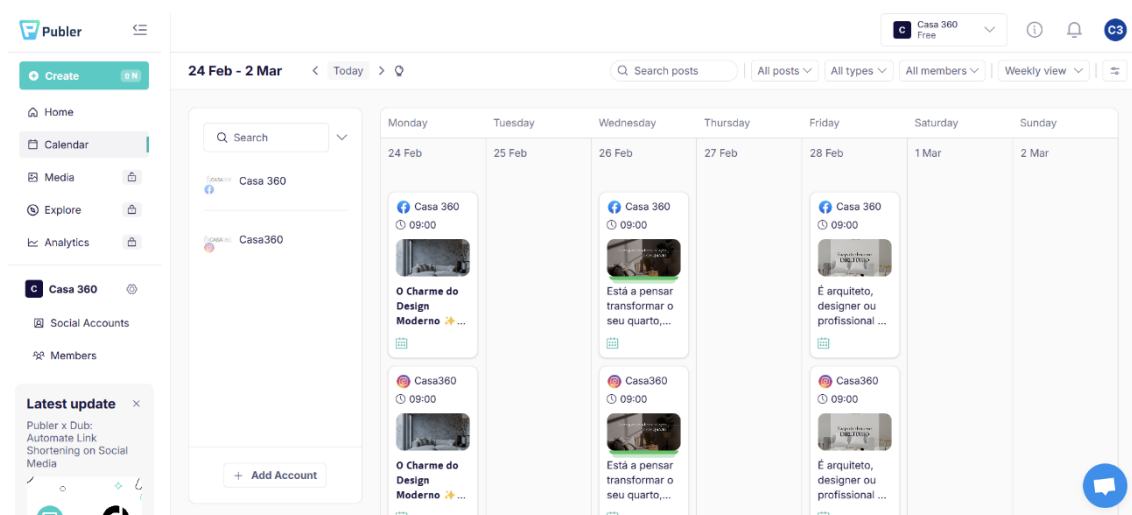 Publer
Casa 360
Free
C
C3
Create
Home
Calendar
Media
Explore
Analytics
C Casa 360
Social Accounts
Members
Latest update
Publer x Dub:
Automate Link
Shortening on Social
Media
24 Feb - 2 Mar
Today
Search posts
All posts
All types
All members
Weekly view
Search
Casa 360
Casa360
+ Add Account
Monday Tuesday Wednesday Thursday Friday Saturday Sunday
24 Feb 25 Feb 26 Feb 27 Feb 28 Feb 1 Mar 2 Mar
Casa 360
09:00
O Charme do
Design
Moderno ✨...
Casa360
09:00
O Charme do
Design
Moderno ✨...
Casa 360
09:00
Está a pensar
transformar o
seu quarto,...
Casa360
09:00
Está a pensar
transformar o
seu quarto,...
Casa 360
09:00
É arquiteto,
designer ou
profissional ...
Casa360
09:00
É arquiteto,
designer ou
profissional ...